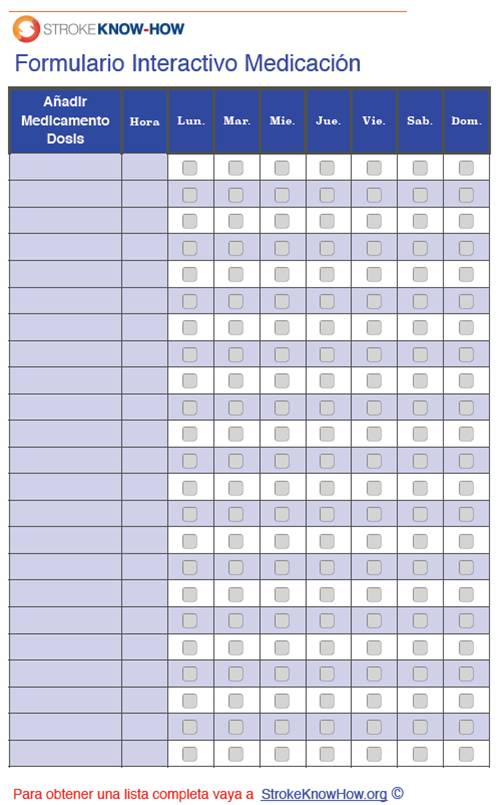 STROKEKNOW-HOW
Formulario Interactivo Medicación
Añadir
Medicamento
Dosis
Hora
Lun.
Mar.
Mie.
Jue.
Vie.
Sab.
Dom.
Para obtener una lista completa vaya a StrokeKnowHow.org ©